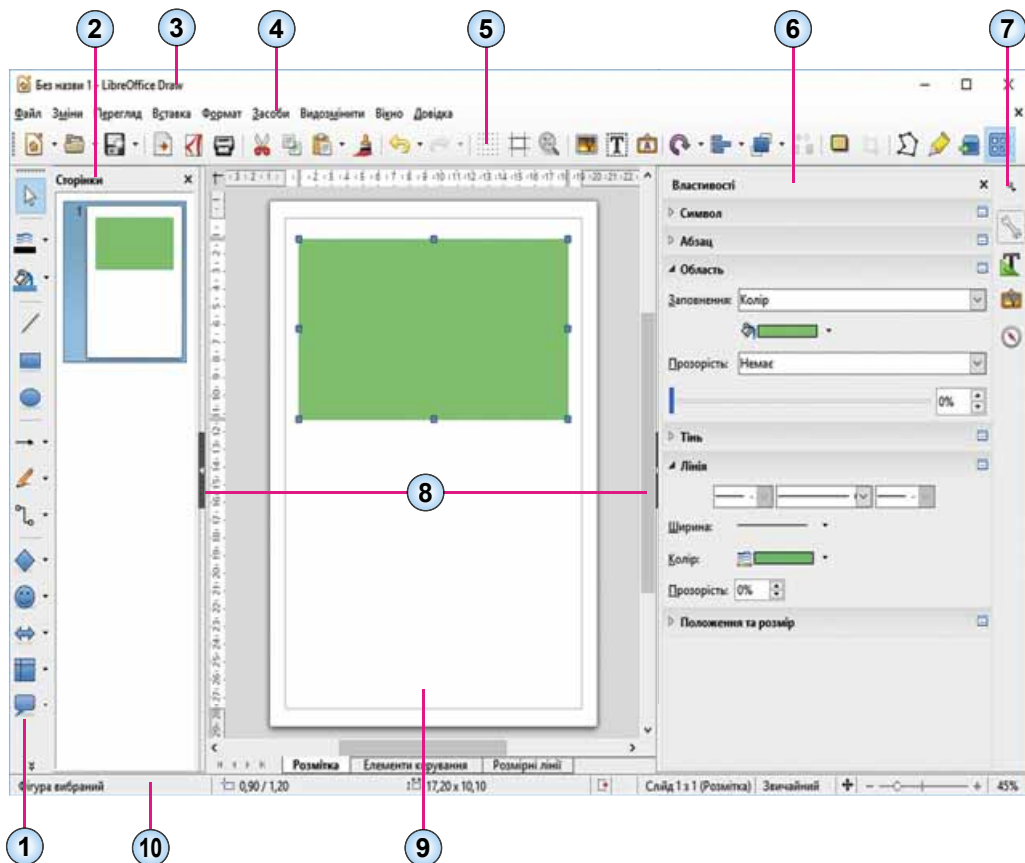 2 3 4 5 6 7
Без назви 1 - LibreOffice Draw
Файл Зміни Перегляд Вставка Формат Засоби Видозмінити Вікно Довідка
Сторінки
1
Властивості
Символ
Абзац
Область
Заповнення: Колір
Прозорість: Немає
0%
Тінь
Лінія
Ширина:
Колір:
Прозорість: 0%
Положення та розмір
8
Розмітка Елементи керування Розмірні лінії
Фігура вибраний 0,90 / 1,20 17,20 x 10,10 Слайд 1 з 1 (Розмітка) Звичайний 45%
1 10 9